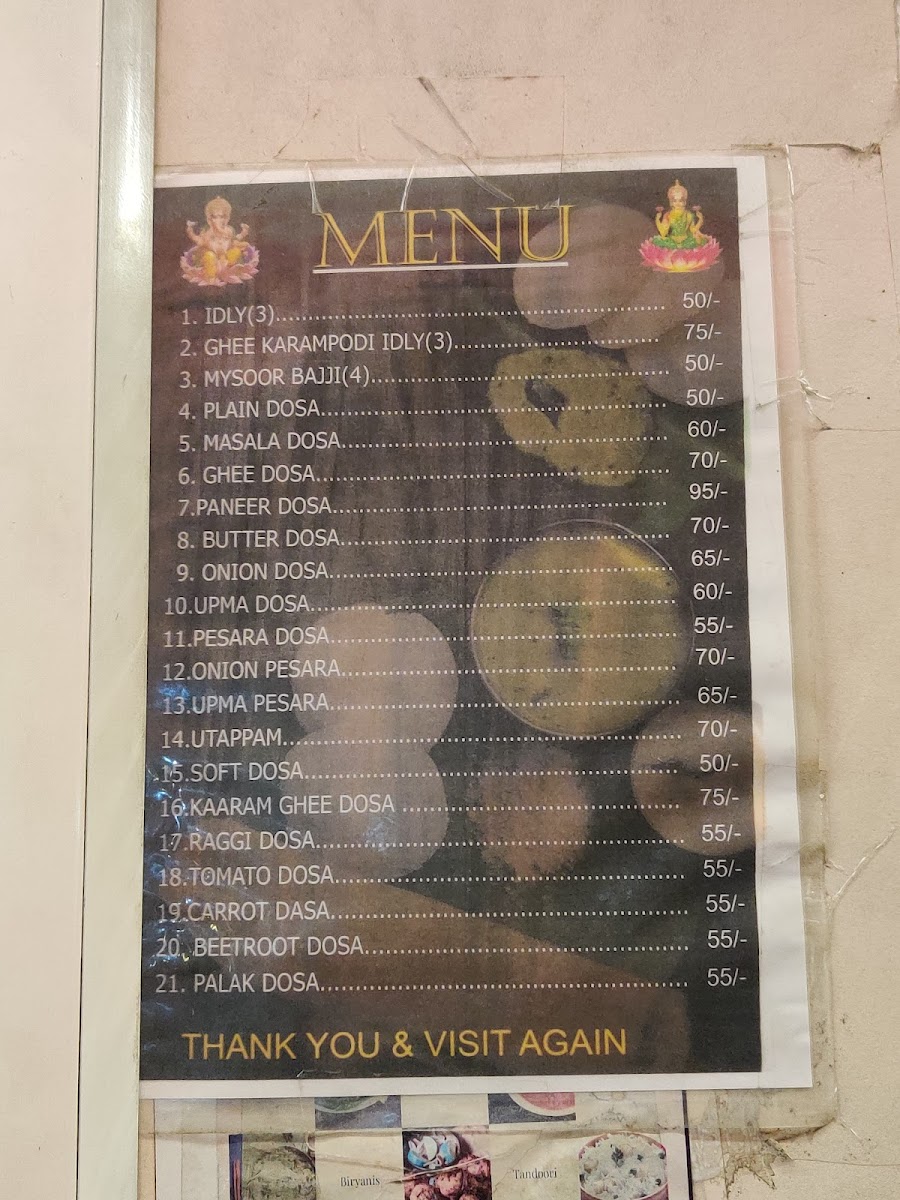 MENU
1. IDLY(3)........................................................................ 50/-
2. GHEE KARAMPODI IDLY(3)....................................... 75/-
3. MYSOOR BAJJI(4)....................................................... 50/-
4. PLAIN DOSA................................................................ 50/-
5. MASALA DOSA............................................................ 60/-
6. GHEE DOSA................................................................. 70/-
7.PANEER DOSA.............................................................. 95/-
8. BUTTER DOSA............................................................ 70/-
9. ONION DOSA.............................................................. 65/-
10.UPMA DOSA................................................................ 60/-
11.PESARA DOSA............................................................. 55/-
12.ONION PESARA........................................................... 70/-
13.UPMA PESARA............................................................. 65/-
14.UTAPPAM..................................................................... 70/-
15.SOFT DOSA................................................................. 50/-
16.KAARAM GHEE DOSA ................................................. 75/-
17.RAGGI DOSA................................................................ 55/-
18.TOMATO DOSA............................................................. 55/-
19.CARROT DASA.............................................................. 55/-
20. BEETROOT DOSA........................................................ 55/-
21. PALAK DOSA................................................................ 55/-
THANK YOU & VISIT AGAIN
Biryanis
Tandoori